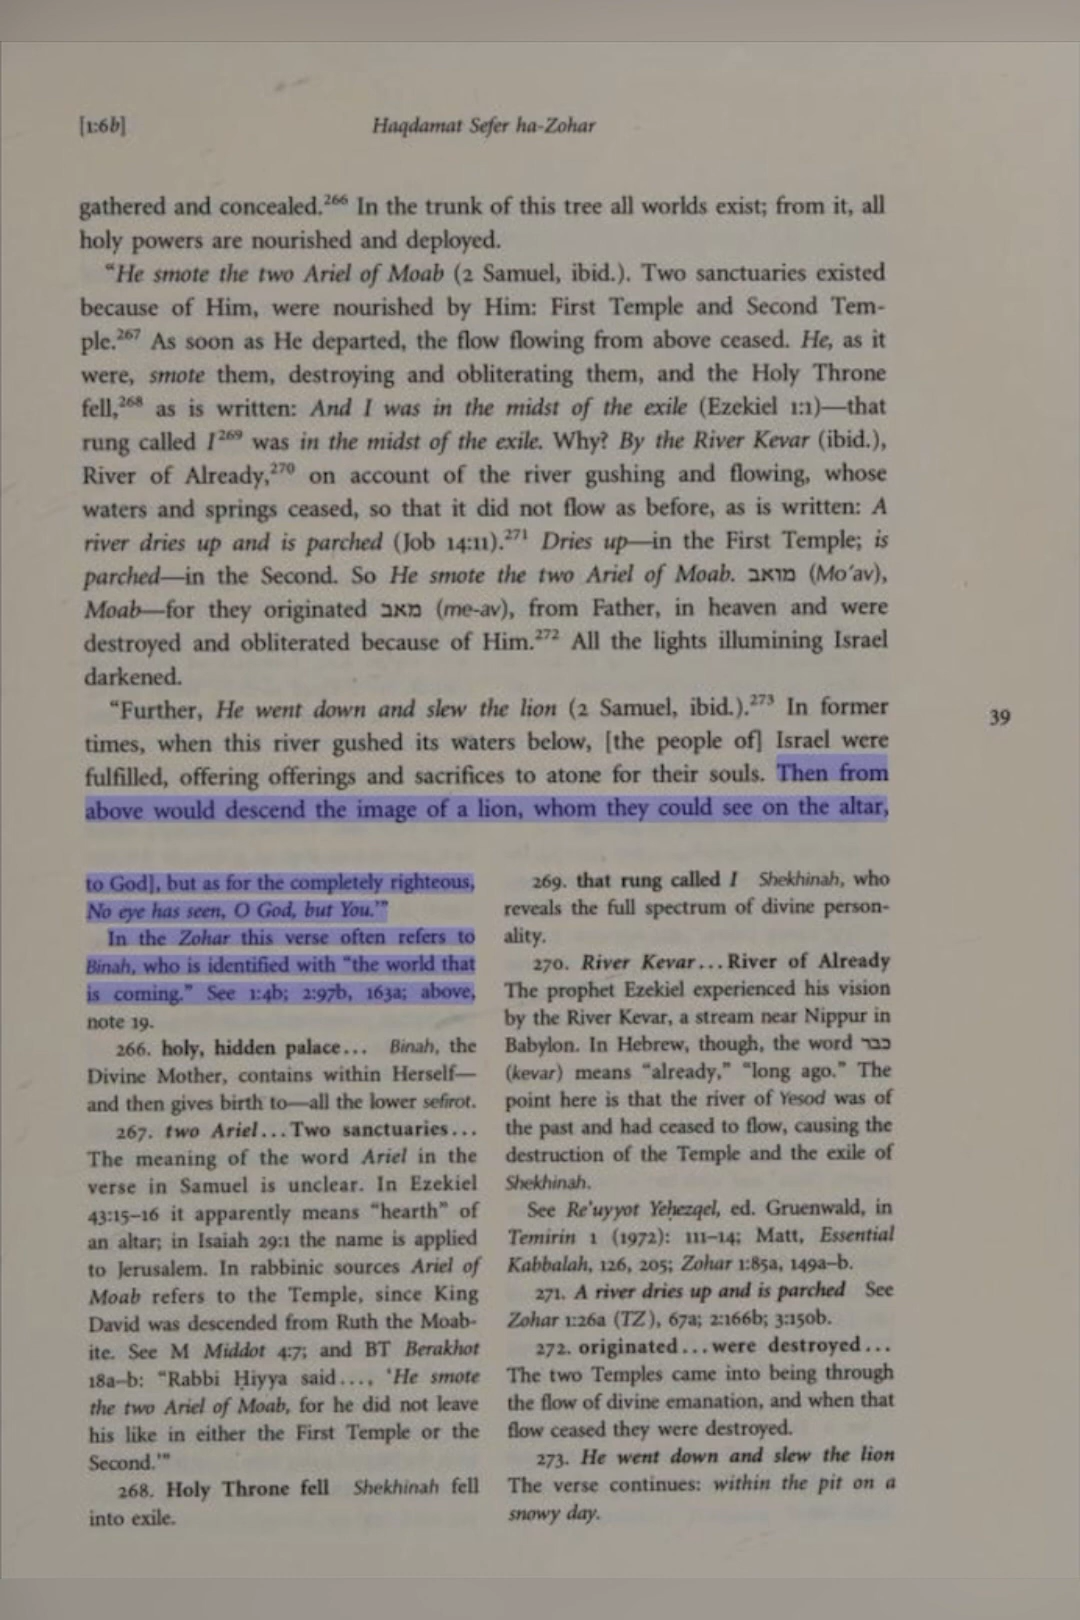 [1:6b]
Haqdamat Sefer ha-Zohar
gathered and concealed.266 In the trunk of this tree all worlds exist; from it, all
holy powers are nourished and deployed.
“He smote the two Ariel of Moab (2 Samuel, ibid.). Two sanctuaries existed
because of Him, were nourished by Him: First Temple and Second Tem-
ple.267 As soon as He departed, the flow flowing from above ceased. He, as it
were, smote them, destroying and obliterating them, and the Holy Throne
fell,268 as is written: And I was in the midst of the exile (Ezekiel 1:1)—that
rung called I269 was in the midst of the exile. Why? By the River Kevar (ibid.),
River of Already,270 on account of the river gushing and flowing, whose
waters and springs ceased, so that it did not flow as before, as is written: A
river dries up and is parched (Job 14:11).271 Dries up—in the First Temple; is
parched—in the Second. So He smote the two Ariel of Moab. מואב (Mo’av),
Moab—for they originated מאב (me-av), from Father, in heaven and were
destroyed and obliterated because of Him.272 All the lights illumining Israel
darkened.
“Further, He went down and slew the lion (2 Samuel, ibid.).273 In former
times, when this river gushed its waters below, [the people of] Israel were
fulfilled, offering offerings and sacrifices to atone for their souls. Then from
above would descend the image of a lion, whom they could see on the altar,
39
to God], but as for the completely righteous,
No eye has seen, O God, but You.’”
In the Zohar this verse often refers to
Binah, who is identified with “the world that
is coming.” See 1:4b; 2:97b, 163a; above,
note 19.
266. holy, hidden palace... Binah, the
Divine Mother, contains within Herself—
and then gives birth to—all the lower sefirot.
267. two Ariel...Two sanctuaries...
The meaning of the word Ariel in the
verse in Samuel is unclear. In Ezekiel
43:15–16 it apparently means “hearth” of
an altar; in Isaiah 29:1 the name is applied
to Jerusalem. In rabbinic sources Ariel of
Moab refers to the Temple, since King
David was descended from Ruth the Moab-
ite. See M Middot 4:7; and BT Berakhot
18a–b: “Rabbi Ḥiyya said..., ‘He smote
the two Ariel of Moab, for he did not leave
his like in either the First Temple or the
Second.’”
268. Holy Throne fell Shekhinah fell
into exile.
269. that rung called I Shekhinah, who
reveals the full spectrum of divine person-
ality.
270. River Kevar...River of Already
The prophet Ezekiel experienced his vision
by the River Kevar, a stream near Nippur in
Babylon. In Hebrew, though, the word כבר
(kevar) means “already,” “long ago.” The
point here is that the river of Yesod was of
the past and had ceased to flow, causing the
destruction of the Temple and the exile of
Shekhinah.
See Re’uyyot Yeḥezqel, ed. Gruenwald, in
Temirin 1 (1972): 111–14; Matt, Essential
Kabbalah, 126, 205; Zohar 1:85a, 149a–b.
271. A river dries up and is parched See
Zohar 1:26a (TZ), 67a; 2:166b; 3:150b.
272. originated...were destroyed...
The two Temples came into being through
the flow of divine emanation, and when that
flow ceased they were destroyed.
273. He went down and slew the lion
The verse continues: within the pit on a
snowy day.